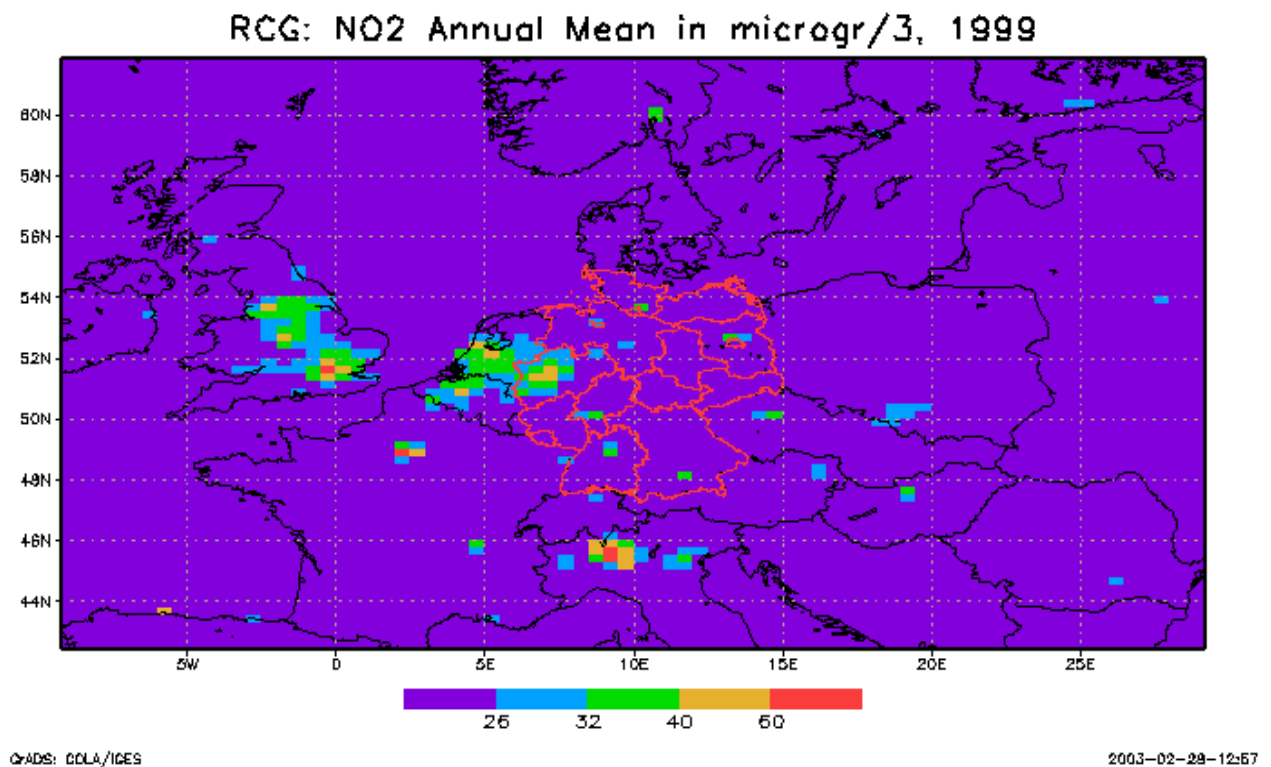 RCG: NO2 Annual Mean in microgr/3, 1999
60N
58N
56N
54N
52N
50N
48N
46N
44N
5W 0 5E 10E 15E 20E 25E
26 32 40 60
GrADS: COLA/IGES 2003-02-28-12:57